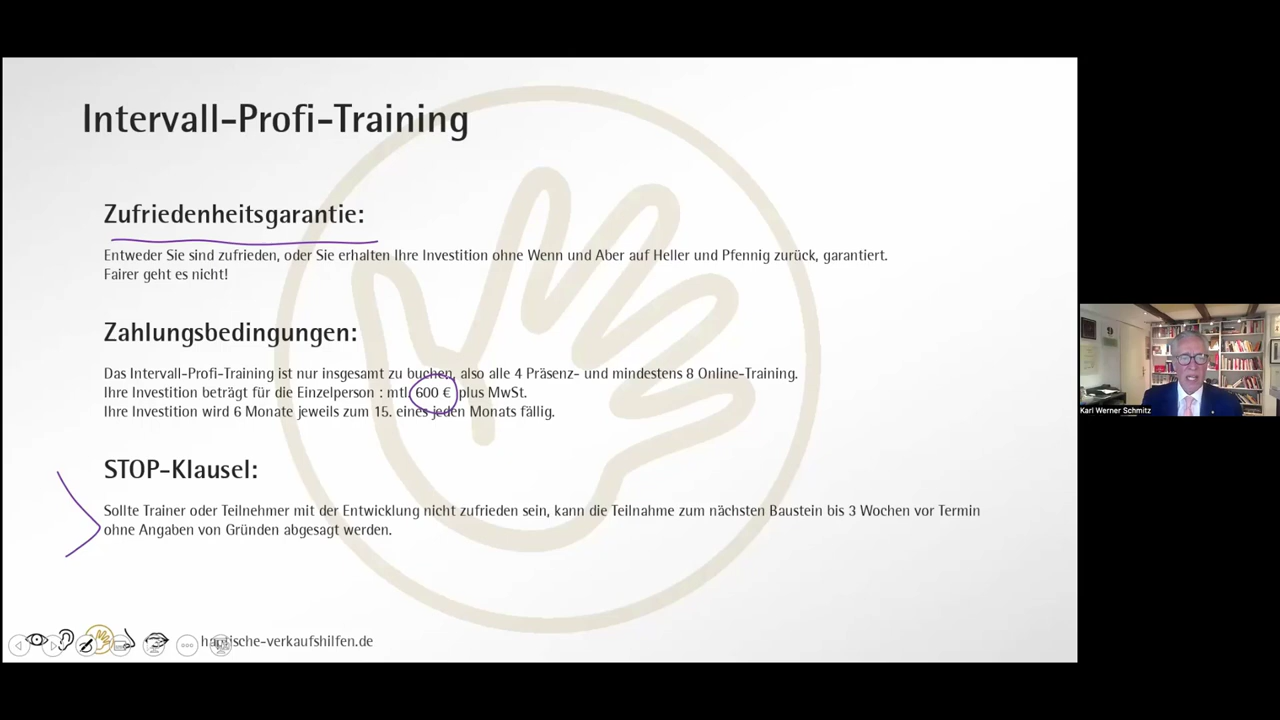 Intervall-Profi-Training
Zufriedenheitsgarantie:
Entweder Sie sind zufrieden, oder Sie erhalten Ihre Investition ohne Wenn und Aber auf Heller und Pfennig zurück, garantiert.
Fairer geht es nicht!
Zahlungsbedingungen:
Das Intervall-Profi-Training ist nur insgesamt zu buchen, also alle 4 Präsenz- und mindestens 8 Online-Training.
Ihre Investition beträgt für die Einzelperson : mtl. 600 € plus MwSt.
Ihre Investition wird 6 Monate jeweils zum 15. eines jeden Monats fällig.
STOP-Klausel:
Sollte Trainer oder Teilnehmer mit der Entwicklung nicht zufrieden sein, kann die Teilnahme zum nächsten Baustein bis 3 Wochen vor Termin
ohne Angaben von Gründen abgesagt werden.
haptische-verkaufshilfen.de
Karl Werner Schmitz